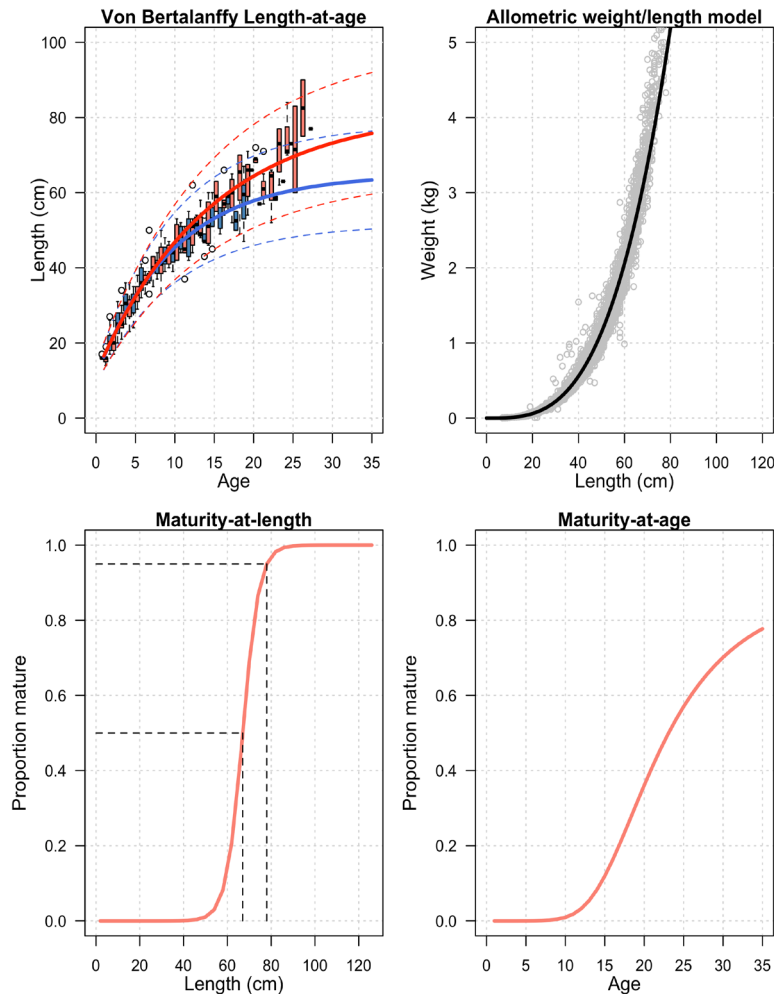 Von Bertalanffy Length-at-age
Length (cm)
100
80
60
40
20
0
0 5 10 15 20 25 30 35
Age
Allometric weight/length model
Weight (kg)
5
4
3
2
1
0
0 20 40 60 80 100 120
Length (cm)
Maturity-at-length
Proportion mature
1.0
0.8
0.6
0.4
0.2
0.0
0 20 40 60 80 100 120
Length (cm)
Maturity-at-age
Proportion mature
1.0
0.8
0.6
0.4
0.2
0.0
0 5 10 15 20 25 30 35
Age